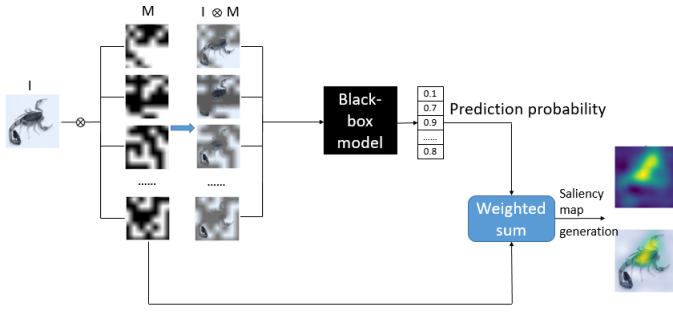 M
I ⊗ M
I
⊗
......
......
Black-
box
model
0.1
0.7
0.9
......
0.8
Prediction probability
Weighted
sum
Saliency
map
generation